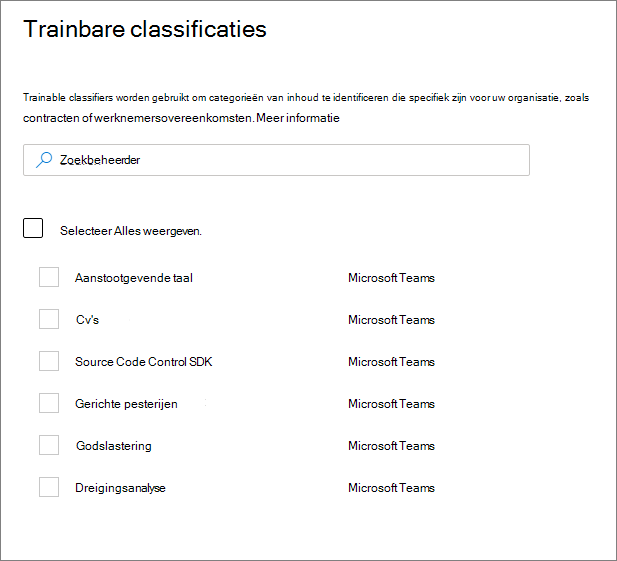 Trainbare classificaties
Trainable classifiers worden gebruikt om categorieën van inhoud te identificeren die specifiek zijn voor uw organisatie, zoals
contracten of werknemersovereenkomsten. Meer informatie
Zoekbeheerder
Selecteer Alles weergeven.
Aanstootgevende taal Microsoft Teams
Cv's Microsoft Teams
Source Code Control SDK Microsoft Teams
Gerichte pesterijen Microsoft Teams
Godslastering Microsoft Teams
Dreigingsanalyse Microsoft Teams